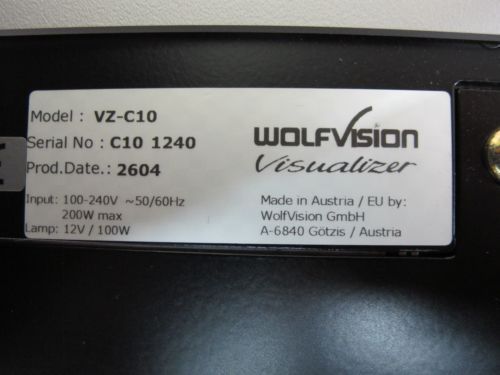 Model : VZ-C10
Serial No : C10 1240
Prod.Date.: 2604
Input: 100-240V ~50/60Hz
200W max
Lamp: 12V / 100W
WOLFVISION
Visualizer
Made in Austria / EU by:
WolfVision GmbH
A-6840 Götzis / Austria